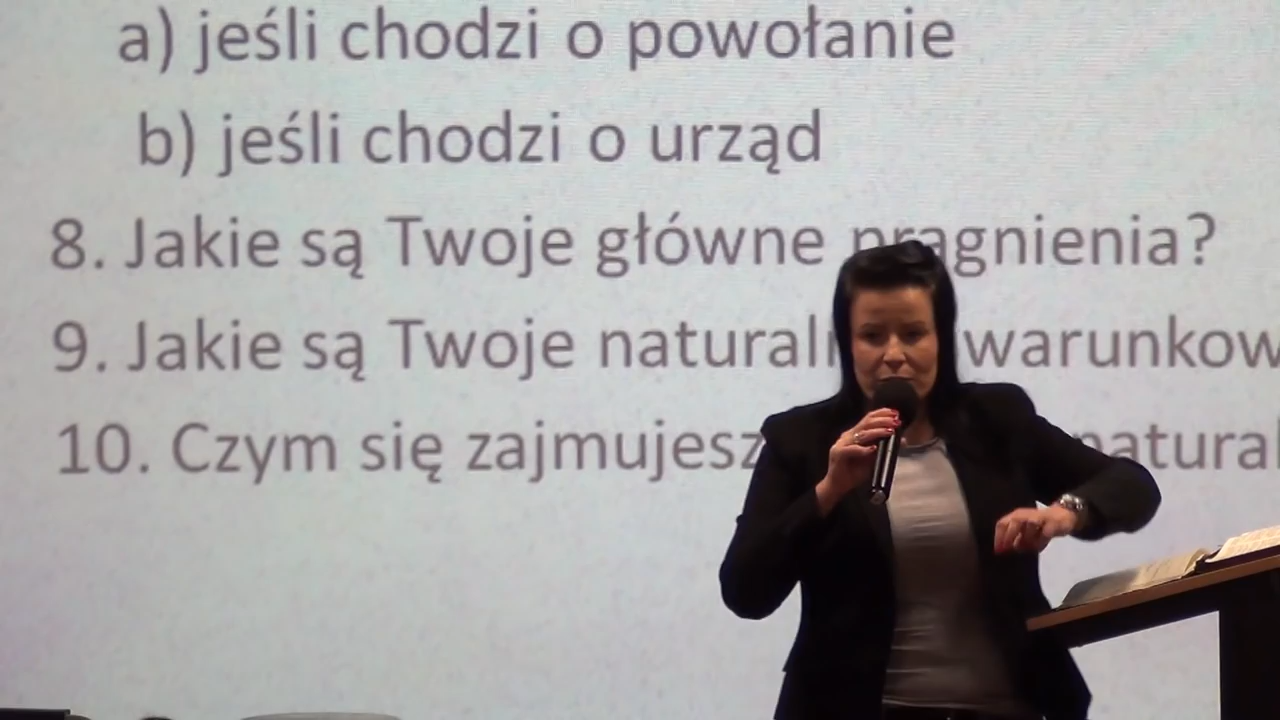 a) jeśli chodzi o powołanie
b) jeśli chodzi o urząd
8. Jakie są Twoje główne pragnienia?
9. Jakie są Twoje
10. Czym się zajmujesz